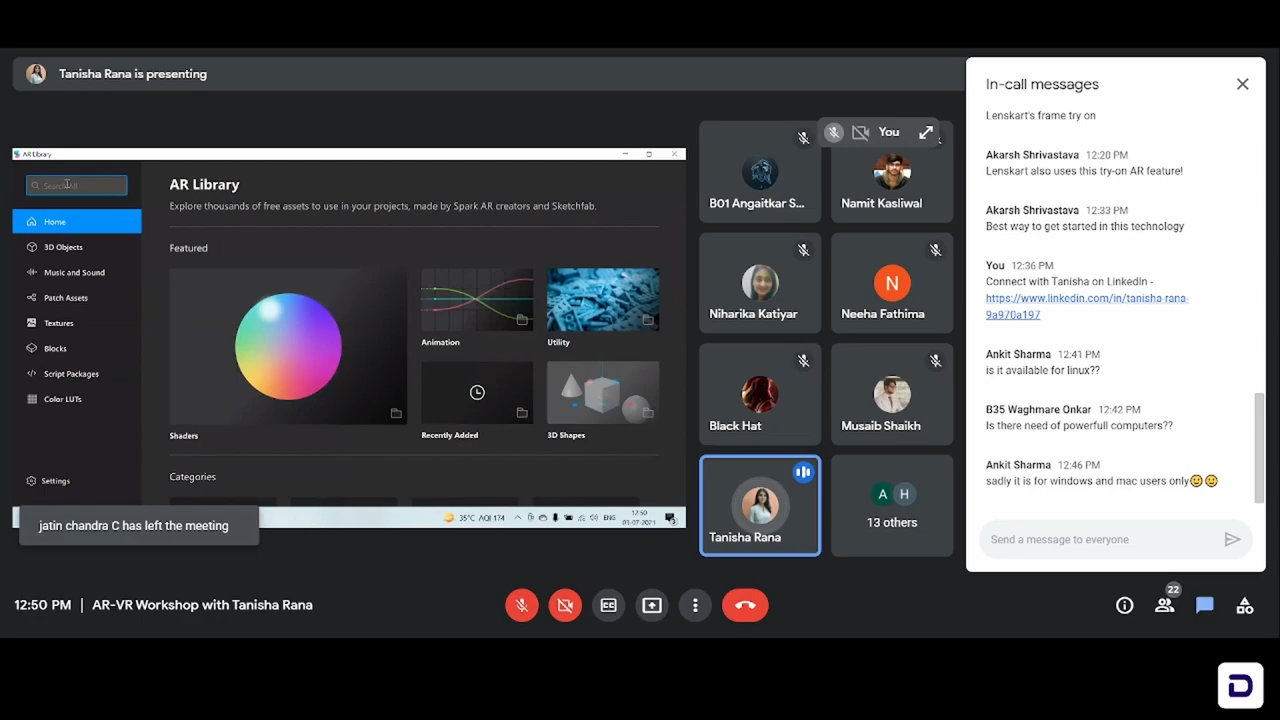 Tanisha Rana is presenting
AR Library
Search All
Home
3D Objects
Music and Sound
Patch Assets
Textures
Blocks
Script Packages
Color LUTs
Settings
AR Library
Explore thousands of free assets to use in your projects, made by Spark AR creators and Sketchfab.
Featured
Shaders
Animation
Utility
Recently Added
3D Shapes
Categories
35°C AQI 174
ENG
12:50
jatin chandra C has left the meeting
You
B01 Angaitkar S...
Namit Kasliwal
Niharika Katiyar
N
Neeha Fathima
Black Hat
Musaib Shaikh
Tanisha Rana
A H
13 others
In-call messages
Lenskart's frame try on
Akarsh Shrivastava 12:20 PM
Lenskart also uses this try-on AR feature!
Akarsh Shrivastava 12:33 PM
Best way to get started in this technology
You 12:36 PM
Connect with Tanisha on LinkedIn -
https://www.linkedin.com/in/tanisha-rana-
9a970a197
Ankit Sharma 12:41 PM
is it available for linux??
B35 Waghmare Onkar 12:42 PM
Is there need of powerfull computers??
Ankit Sharma 12:46 PM
sadly it is for windows and mac users only🙂🙂
Send a message to everyone
12:50 PM | AR-VR Workshop with Tanisha Rana
22
D